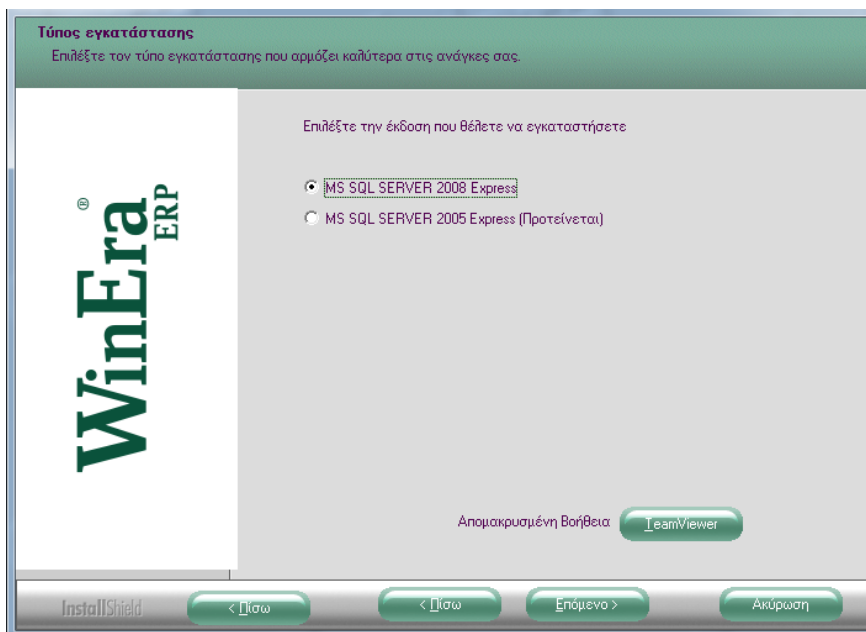 Τύπος εγκατάστασης
Επιλέξτε τον τύπο εγκατάστασης που αρμόζει καλύτερα στις ανάγκες σας.
WinEra®
ERP
Επιλέξτε την έκδοση που θέλετε να εγκαταστήσετε
MS SQL SERVER 2008 Express
MS SQL SERVER 2005 Express (Προτείνεται)
Απομακρυσμένη Βοήθεια TeamViewer
InstallShield < Πίσω < Πίσω Επόμενο > Ακύρωση